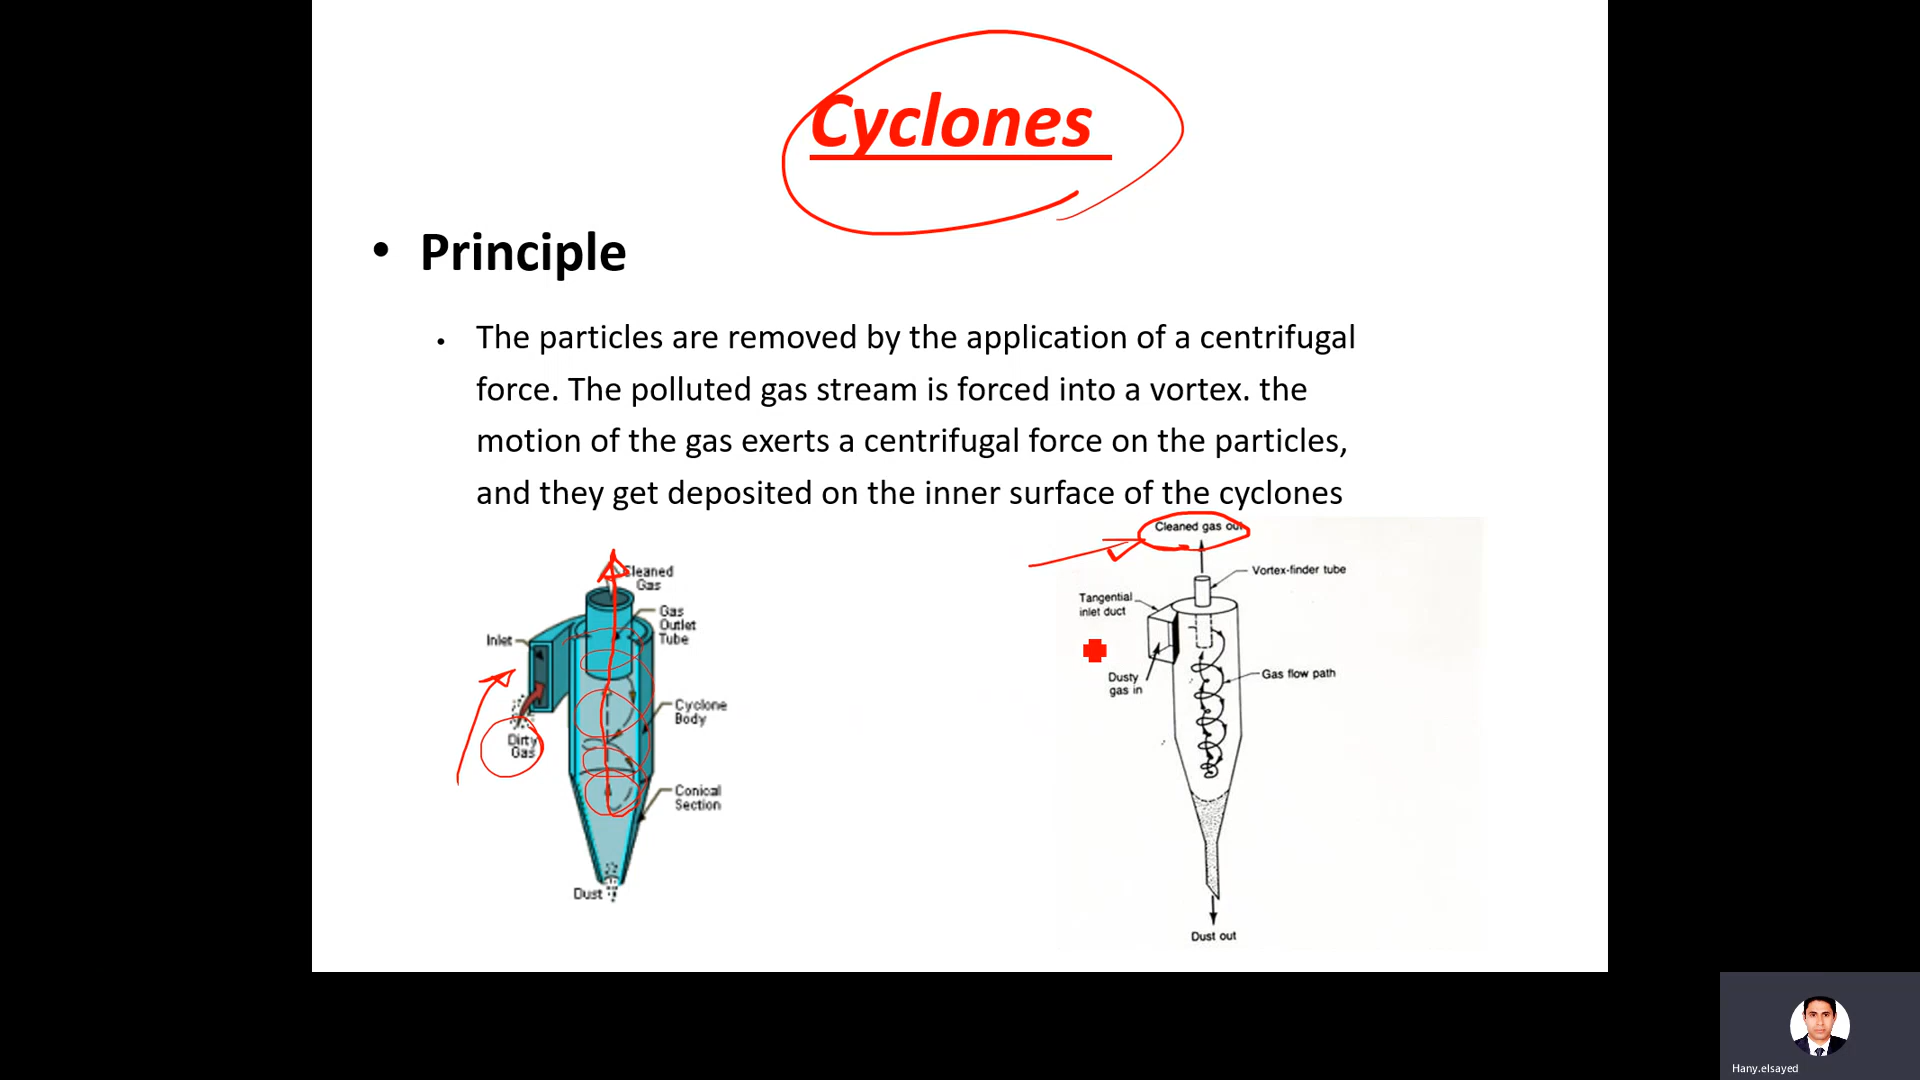 Cyclones
• Principle
• The particles are removed by the application of a centrifugal
force. The polluted gas stream is forced into a vortex. the
motion of the gas exerts a centrifugal force on the particles,
and they get deposited on the inner surface of the cyclones
Cleaned
Gas
Gas
Outlet
Tube
Inlet
Dirty
Gas
Cyclone
Body
Conical
Section
Dust
Cleaned gas out
Vortex-finder tube
Tangential
inlet duct
Dusty
gas in
Gas flow path
Dust out
Hany.elsayed